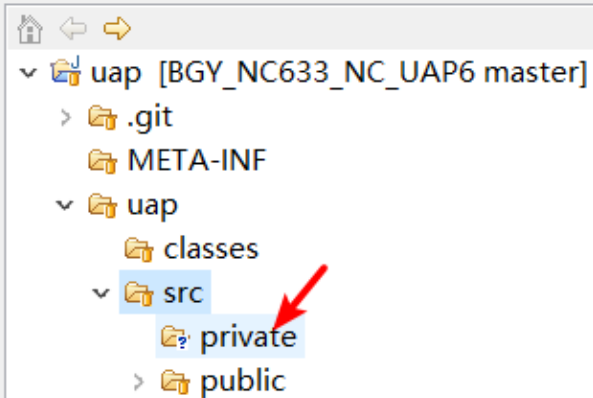 uap [BGY_NC633_NC_UAP6 master]
.git
META-INF
uap
classes
src
private
public